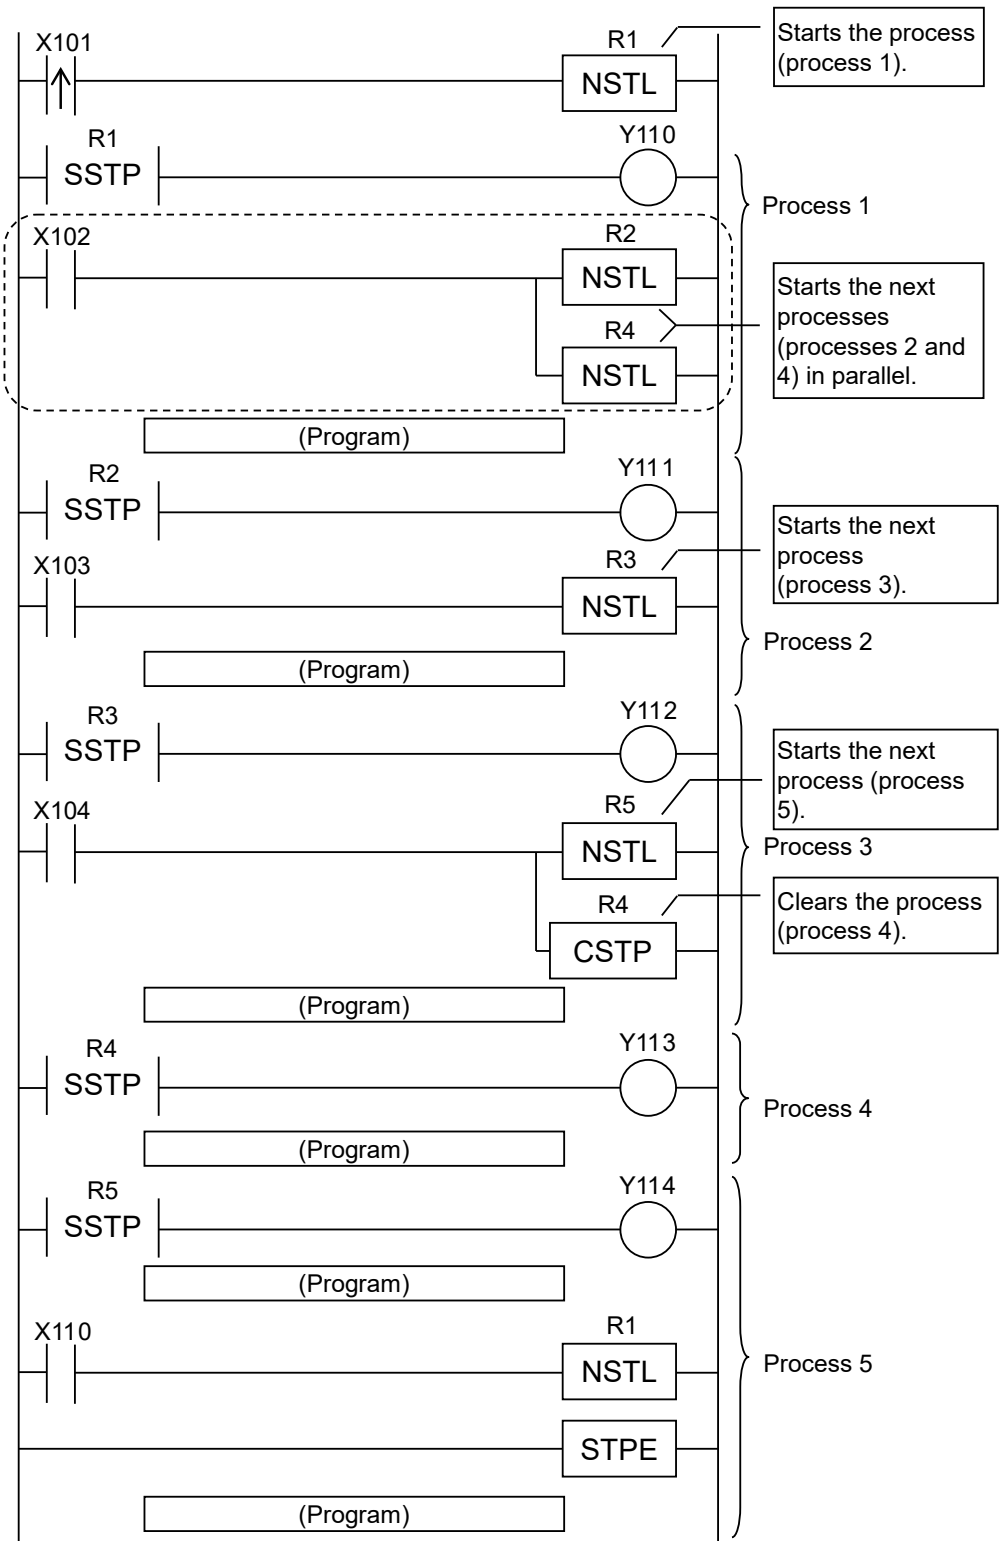 X101
R1
NSTL
Starts the process
(process 1).
R1
SSTP
Y110
Process 1
X102
R2
NSTL
R4
NSTL
Starts the next
processes
(processes 2 and
4) in parallel.
(Program)
R2
SSTP
Y111
X103
R3
NSTL
Starts the next
process
(process 3).
Process 2
(Program)
R3
SSTP
Y112
X104
R5
NSTL
Starts the next
process (process
5).
Process 3
R4
CSTP
Clears the process
(process 4).
(Program)
R4
SSTP
Y113
Process 4
(Program)
R5
SSTP
Y114
(Program)
X110
R1
NSTL
Process 5
STPE
(Program)